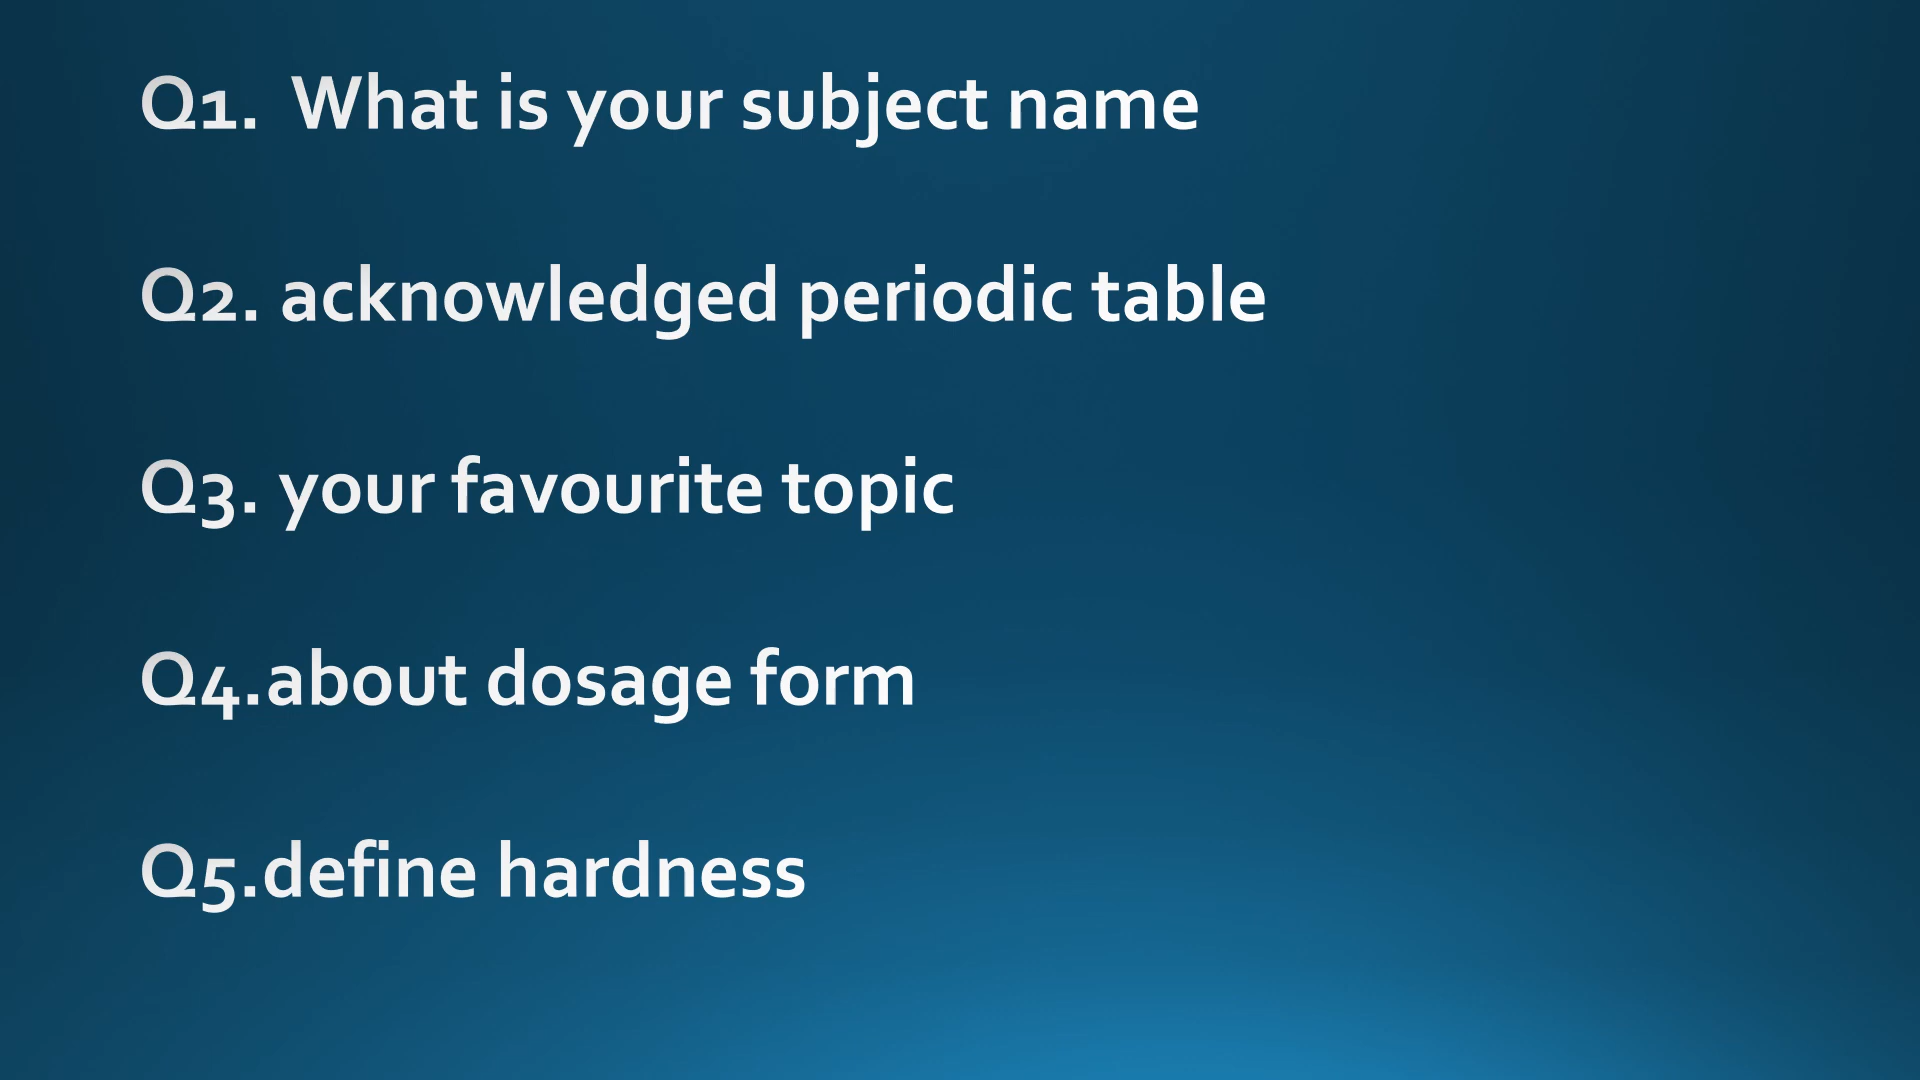 Q1. What is your subject name
Q2. acknowledged periodic table
Q3. your favourite topic
Q4.about dosage form
Q5.define hardness